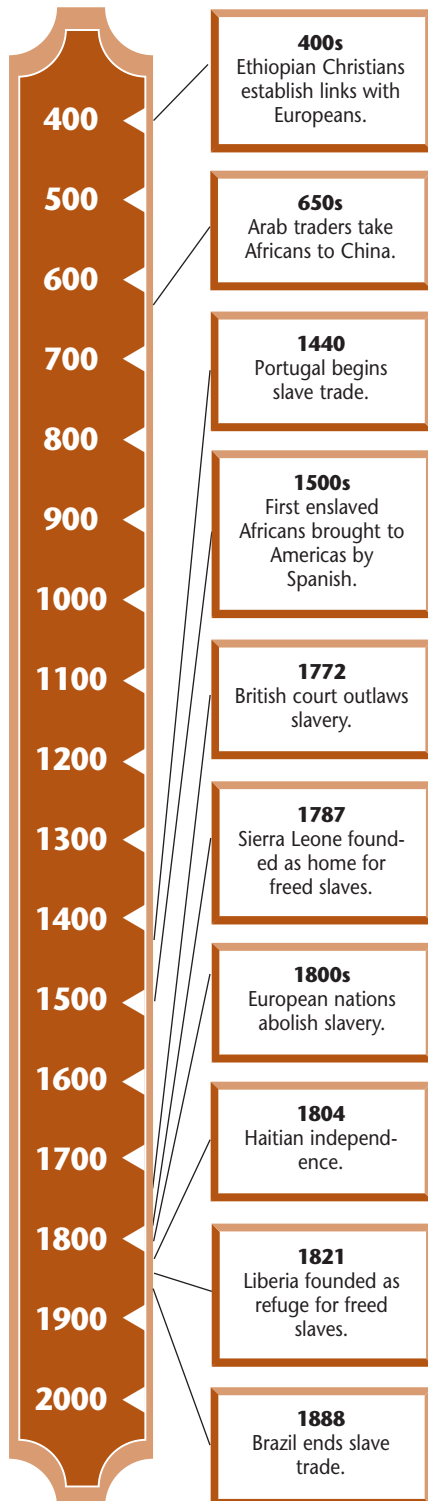 400
500
600
700
800
900
1000
1100
1200
1300
1400
1500
1600
1700
1800
1900
2000
400s
Ethiopian Christians
establish links with
Europeans.
650s
Arab traders take
Africans to China.
1440
Portugal begins
slave trade.
1500s
First enslaved
Africans brought to
Americas by
Spanish.
1772
British court outlaws
slavery.
1787
Sierra Leone found-
ed as home for
freed slaves.
1800s
European nations
abolish slavery.
1804
Haitian independ-
ence.
1821
Liberia founded as
refuge for freed
slaves.
1888
Brazil ends slave
trade.